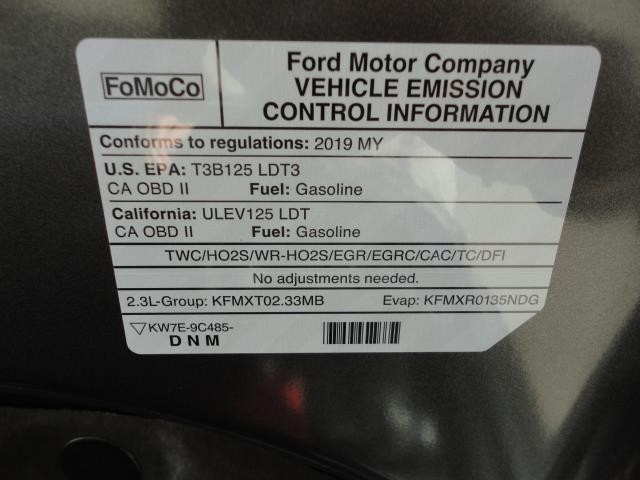 FoMoCo
Ford Motor Company
VEHICLE EMISSION
CONTROL INFORMATION
Conforms to regulations: 2019 MY
U.S. EPA: T3B125 LDT3
CA OBD II Fuel: Gasoline
California: ULEV125 LDT
CA OBD II Fuel: Gasoline
TWC/HO2S/WR-HO2S/EGR/EGRC/CAC/TC/DFI
No adjustments needed.
2.3L-Group: KFMXT02.33MB Evap: KFMXR0135NDG
KW7E-9C485-
DNM